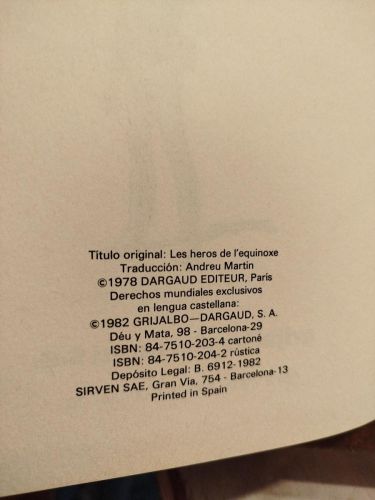 Título original: Les heros de l'equinoxe
Traducción: Andreu Martin
©1978 DARGAUD EDITEUR, París
Derechos mundiales exclusivos
en lengua castellana:
©1982 GRIJALBO—DARGAUD, S. A.
Déu y Mata, 98 - Barcelona-29
ISBN: 84-7510-203-4 cartoné
ISBN: 84-7510-204-2 rústica
Depósito Legal: B. 6912-1982
SIRVEN SAE, Gran Via, 754 - Barcelona-13
Printed in Spain